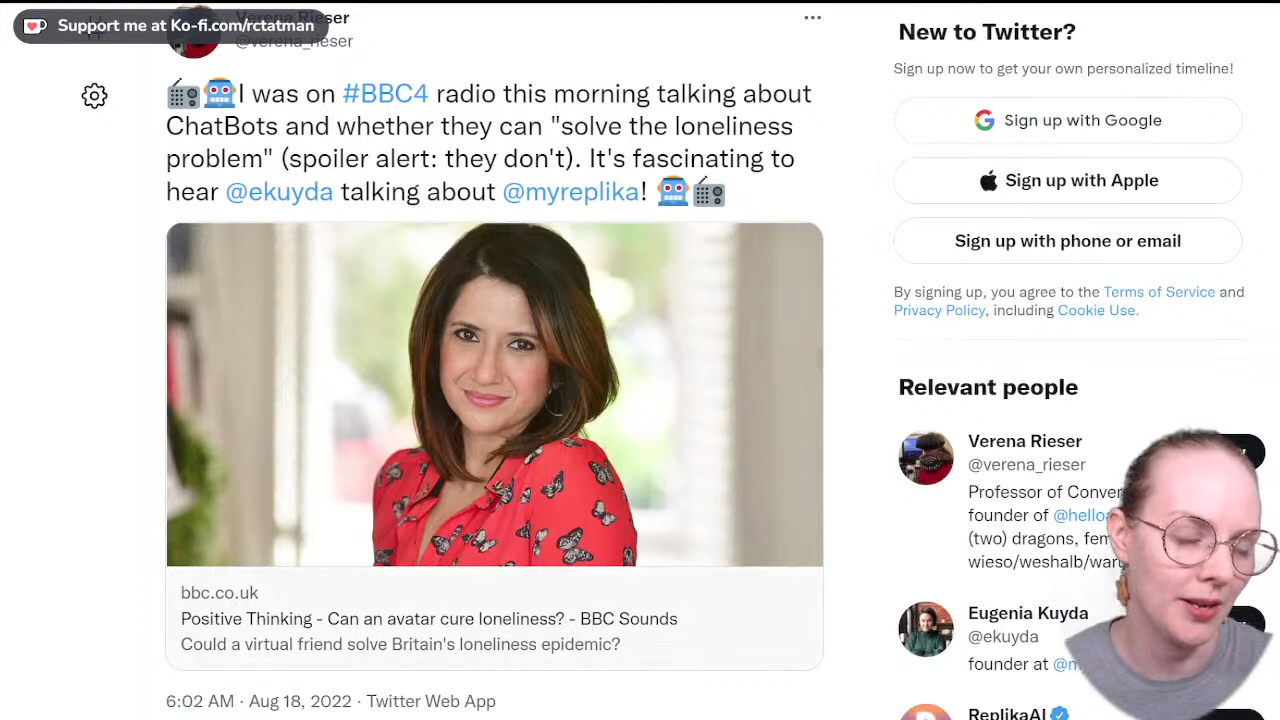 Support me at Ko-fi.com/rctatman
Verena Rieser
@verena_rieser
I was on #BBC4 radio this morning talking about
ChatBots and whether they can "solve the loneliness
problem" (spoiler alert: they don't). It's fascinating to
hear @ekuyda talking about @myreplika!
bbc.co.uk
Positive Thinking - Can an avatar cure loneliness? - BBC Sounds
Could a virtual friend solve Britain's loneliness epidemic?
6:02 AM · Aug 18, 2022 · Twitter Web App
New to Twitter?
Sign up now to get your own personalized timeline!
Sign up with Google
Sign up with Apple
Sign up with phone or email
By signing up, you agree to the Terms of Service and
Privacy Policy, including Cookie Use.
Relevant people
Verena Rieser
@verena_rieser
Professor of
founder of
(two) dragons,
Eugenia Kuyda
@ekuyda
founder at
ReplikaAI